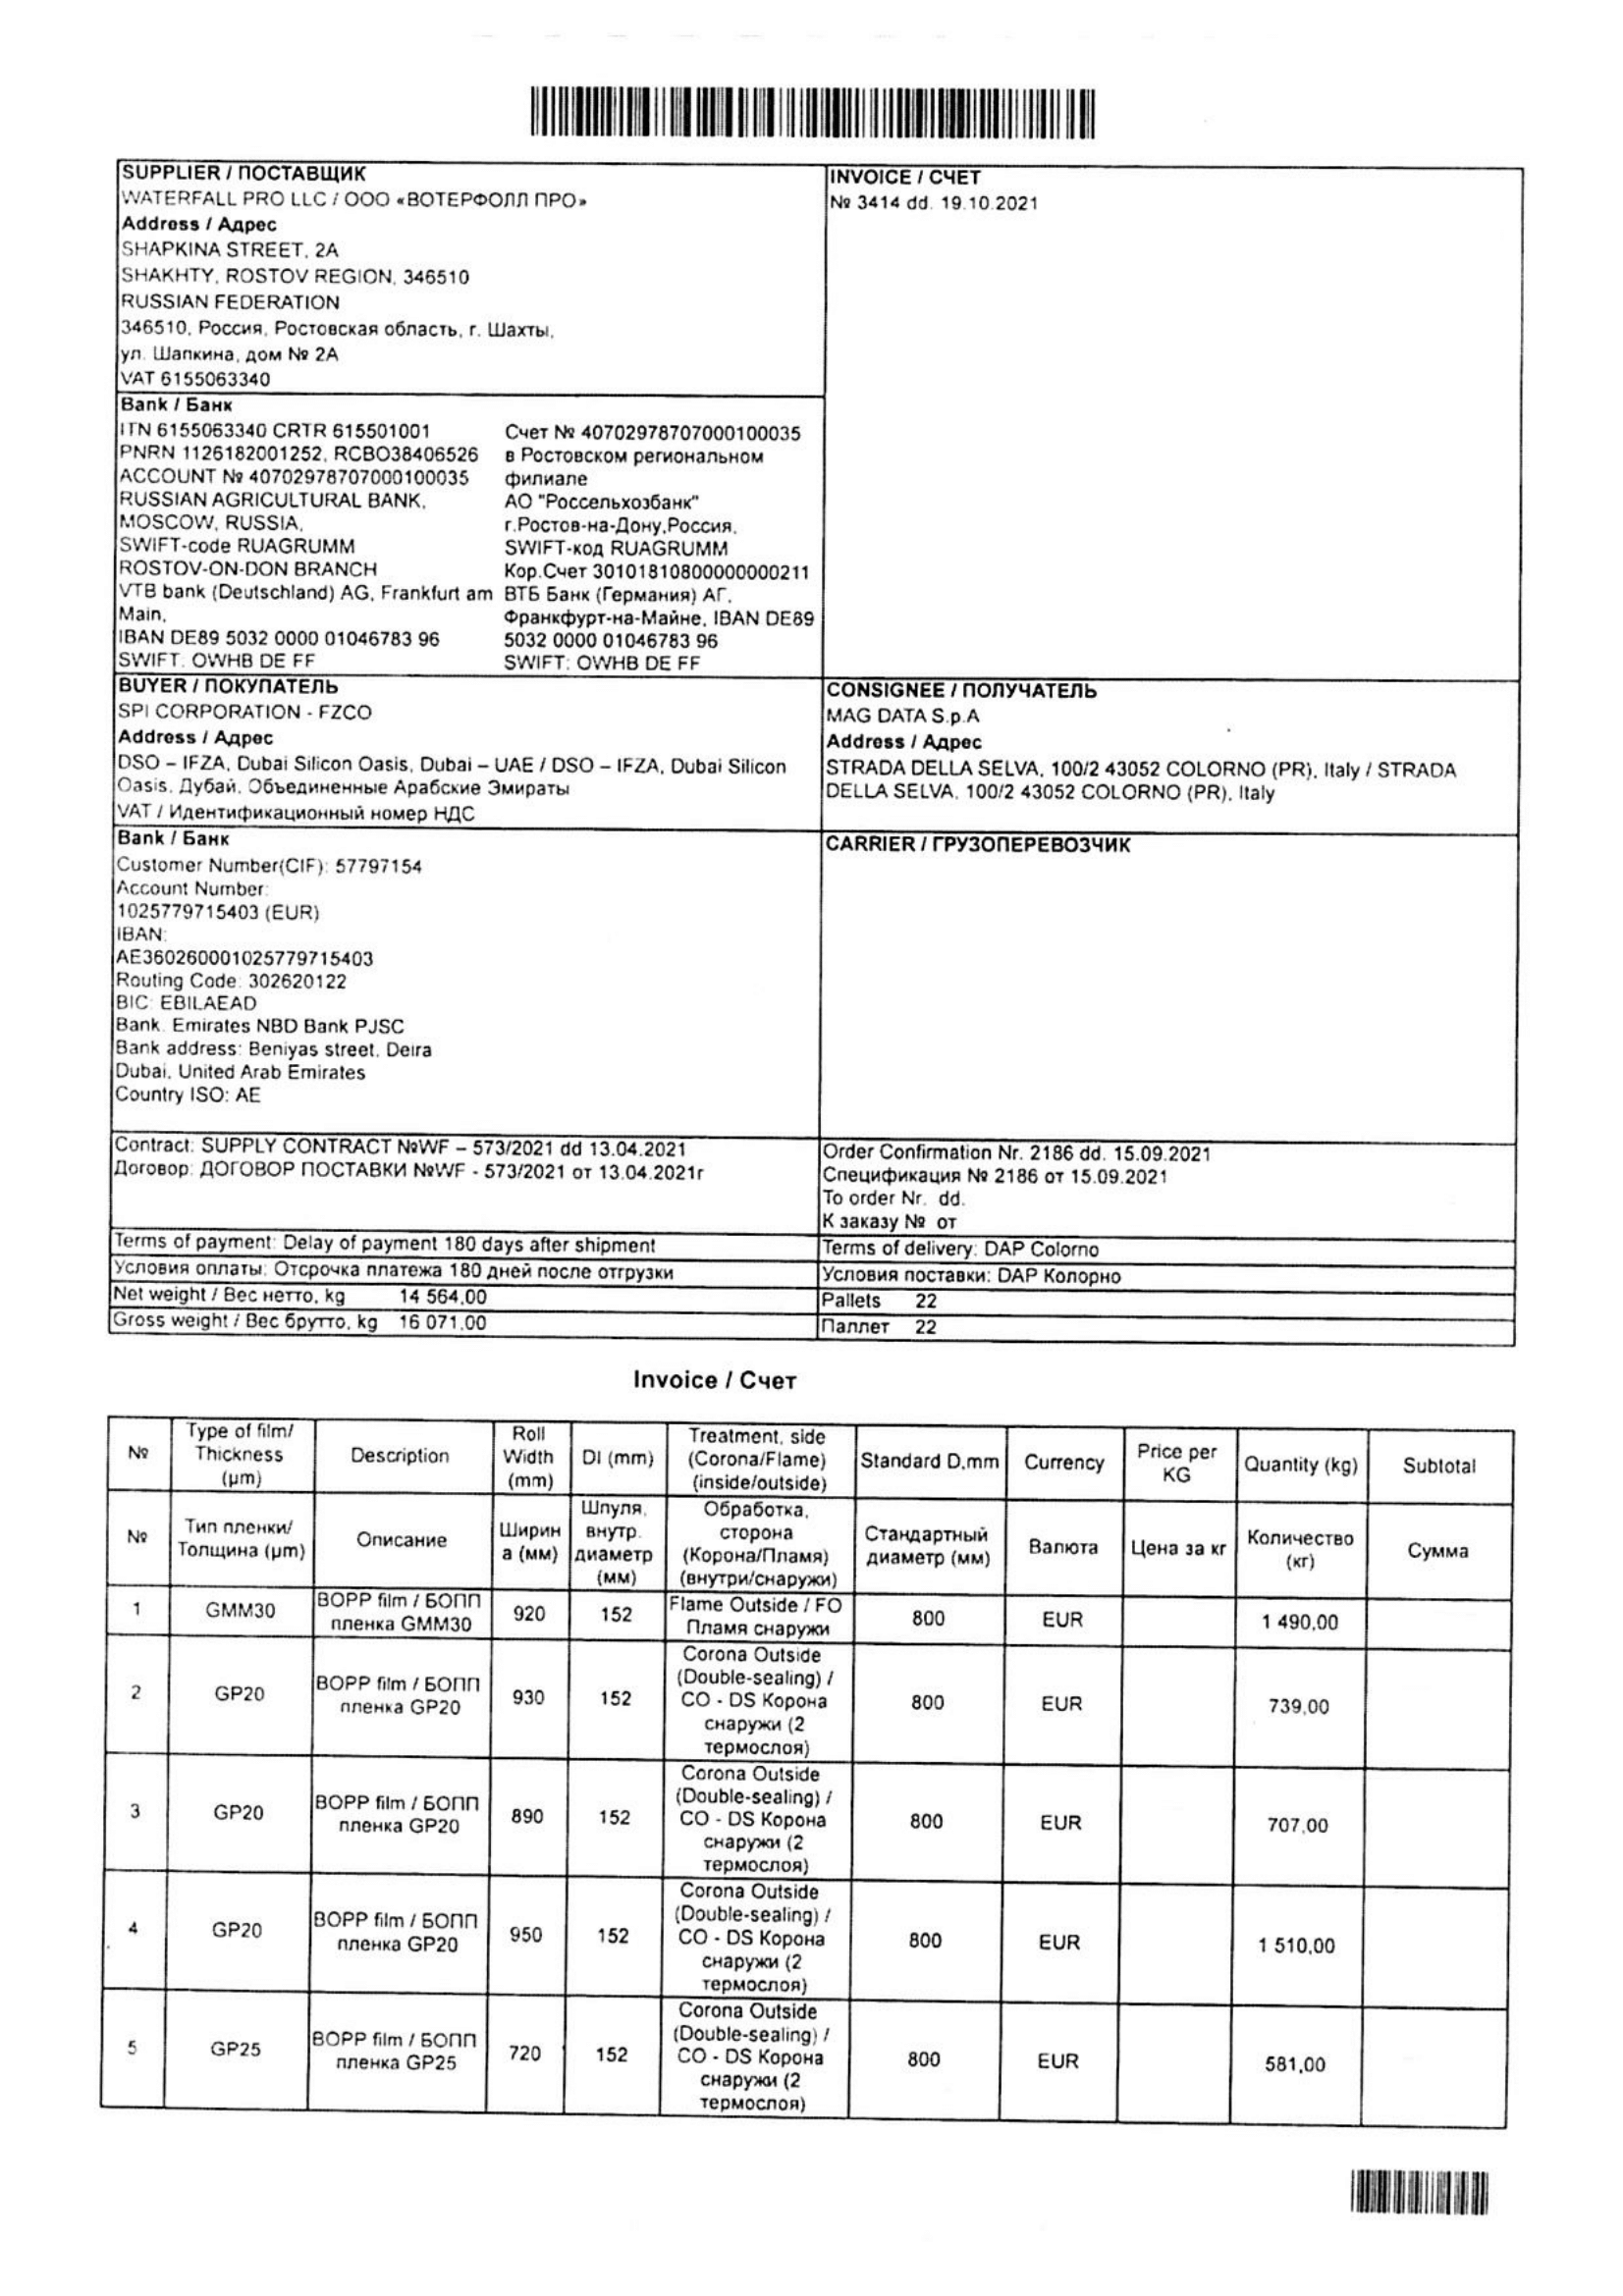 SUPPLIER / ПОСТАВЩИК
WATERFALL PRO LLC / ООО «ВОТЕРФОЛЛ ПРО»
Address / Адрес
SHAPKINA STREET, 2A
SHAKHTY, ROSTOV REGION, 346510
RUSSIAN FEDERATION
346510, Россия, Ростовская область, г. Шахты,
ул. Шапкина, дом № 2А
VAT 6155063340
INVOICE / СЧЕТ
№ 3414 dd. 19.10.2021
Bank / Банк
ITN 6155063340 CRTR 615501001
PNRN 1126182001252, RCBO38406526
ACCOUNT № 40702978707000100035
RUSSIAN AGRICULTURAL BANK,
MOSCOW, RUSSIA,
SWIFT-code RUAGRUMM
ROSTOV-ON-DON BRANCH
VTB bank (Deutschland) AG, Frankfurt am
Main,
IBAN DE89 5032 0000 01046783 96
SWIFT: OWHB DE FF
Счет № 40702978707000100035
в Ростовском региональном
филиале
АО "Россельхозбанк"
г.Ростов-на-Дону,Россия,
SWIFT-код RUAGRUMM
Кор.Счет 30101810800000000211
ВТБ Банк (Германия) АГ,
Франкфурт-на-Майне, IBAN DE89
5032 0000 01046783 96
SWIFT: OWHB DE FF
BUYER / ПОКУПАТЕЛЬ
SPI CORPORATION - FZCO
Address / Адрес
DSO – IFZA, Dubai Silicon Oasis, Dubai – UAE / DSO – IFZA, Dubai Silicon
Oasis, Дубай, Объединенные Арабские Эмираты
VAT / Идентификационный номер НДС
CONSIGNEE / ПОЛУЧАТЕЛЬ
MAG DATA S.p.A
Address / Адрес
STRADA DELLA SELVA, 100/2 43052 COLORNO (PR), Italy / STRADA
DELLA SELVA, 100/2 43052 COLORNO (PR), Italy
Bank / Банк
Customer Number(CIF): 57797154
Account Number:
1025779715403 (EUR)
IBAN:
AE360260001025779715403
Routing Code: 302620122
BIC: EBILAEAD
Bank: Emirates NBD Bank PJSC
Bank address: Beniyas street, Deira
Dubai, United Arab Emirates
Country ISO: AE
CARRIER / ГРУЗОПЕРЕВОЗЧИК
Contract: SUPPLY CONTRACT №WF – 573/2021 dd 13.04.2021
Договор: ДОГОВОР ПОСТАВКИ №WF - 573/2021 от 13.04.2021г
Order Confirmation Nr. 2186 dd. 15.09.2021
Спецификация № 2186 от 15.09.2021
To order Nr. dd.
К заказу № от
Terms of payment: Delay of payment 180 days after shipment
Terms of delivery: DAP Colorno
Условия оплаты: Отсрочка платежа 180 дней после отгрузки
Условия поставки: DAP Колорно
Net weight / Вес нетто, kg 14 564,00
Pallets 22
Gross weight / Вес брутто, kg 16 071,00
Паллет 22
Invoice / Счет
№ Type of film/ Thickness (µm) Description Roll Width (mm) DI (mm) Treatment, side (Corona/Flame) (inside/outside) Standard D,mm Currency Price per KG Quantity (kg) Subtotal
№ Тип пленки/ Толщина (µm) Описание Ширин а (мм) Шпуля, внутр. диаметр (мм) Обработка, сторона (Корона/Пламя) (внутри/снаружи) Стандартный диаметр (мм) Валюта Цена за кг Количество (кг) Сумма
1 GMM30 BOPP film / БОПП пленка GMM30 920 152 Flame Outside / FO Пламя снаружи 800 EUR 1 490,00
2 GP20 BOPP film / БОПП пленка GP20 930 152 Corona Outside (Double-sealing) / CO - DS Корона снаружи (2 термослоя) 800 EUR 739,00
3 GP20 BOPP film / БОПП пленка GP20 890 152 Corona Outside (Double-sealing) / CO - DS Корона снаружи (2 термослоя) 800 EUR 707,00
4 GP20 BOPP film / БОПП пленка GP20 950 152 Corona Outside (Double-sealing) / CO - DS Корона снаружи (2 термослоя) 800 EUR 1 510,00
5 GP25 BOPP film / БОПП пленка GP25 720 152 Corona Outside (Double-sealing) / CO - DS Корона снаружи (2 термослоя) 800 EUR 581,00